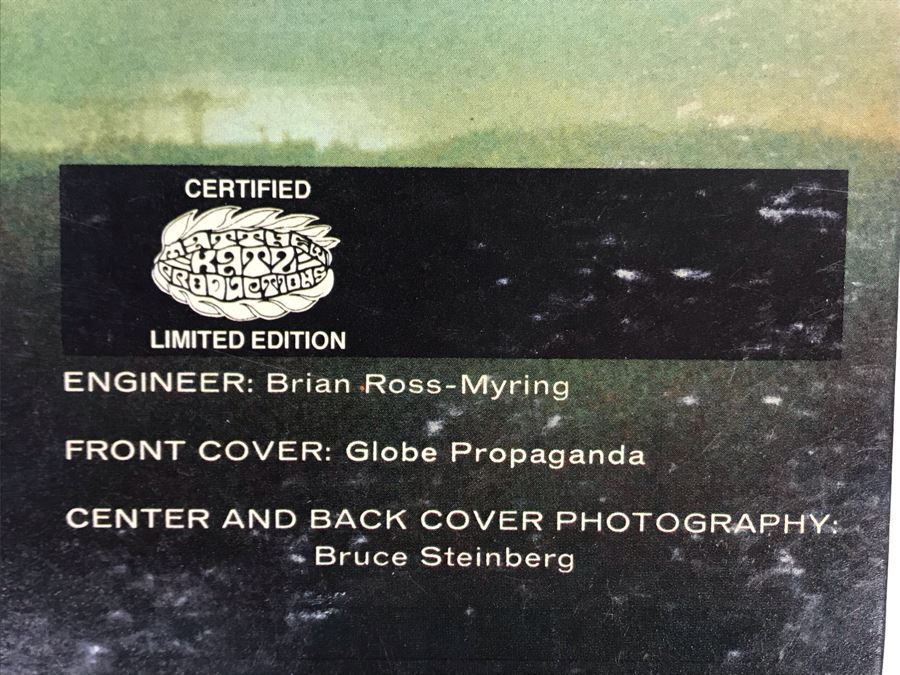 CERTIFIED
MATTHEW
KATZ
PRODUCTIONS
LIMITED EDITION
ENGINEER: Brian Ross-Myring
FRONT COVER: Globe Propaganda
CENTER AND BACK COVER PHOTOGRAPHY:
Bruce Steinberg